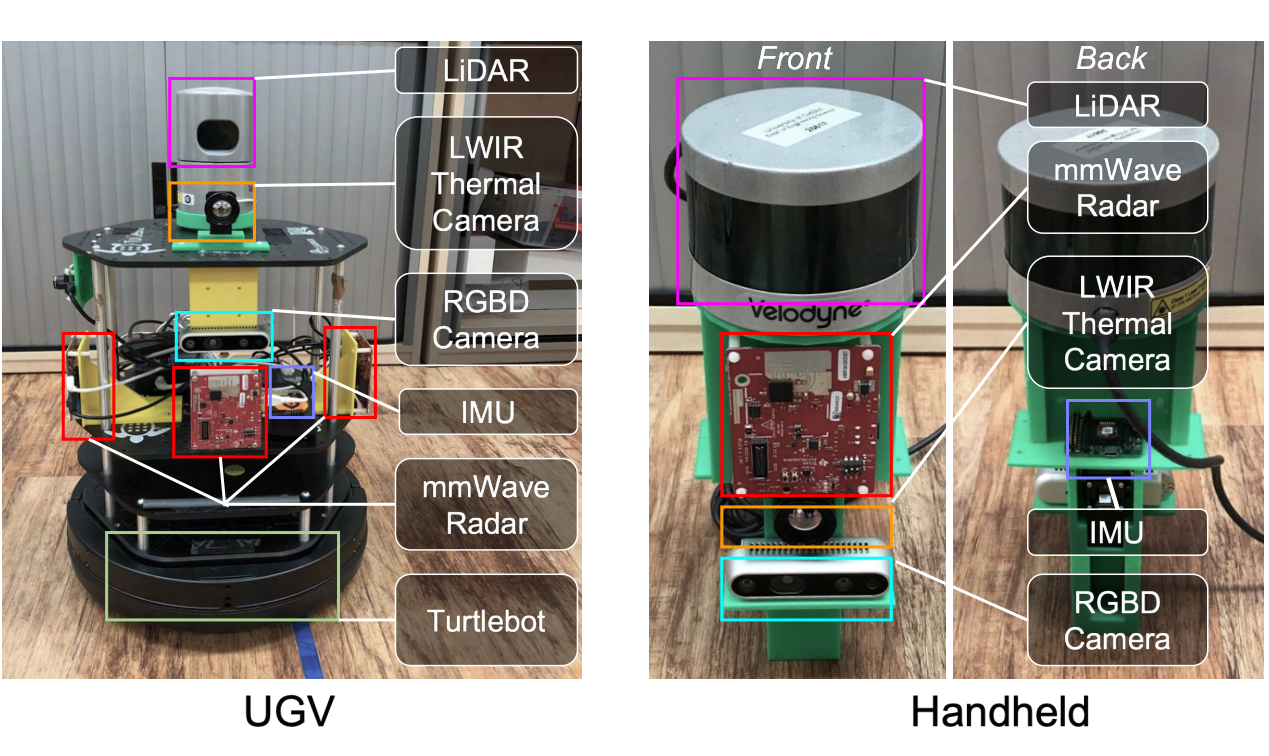 LiDAR
LWIR
Thermal
Camera
RGBD
Camera
IMU
mmWave
Radar
Turtlebot
UGV
Front
Back
LiDAR
mmWave
Radar
LWIR
Thermal
Camera
IMU
RGBD
Camera
Velodyne
Handheld